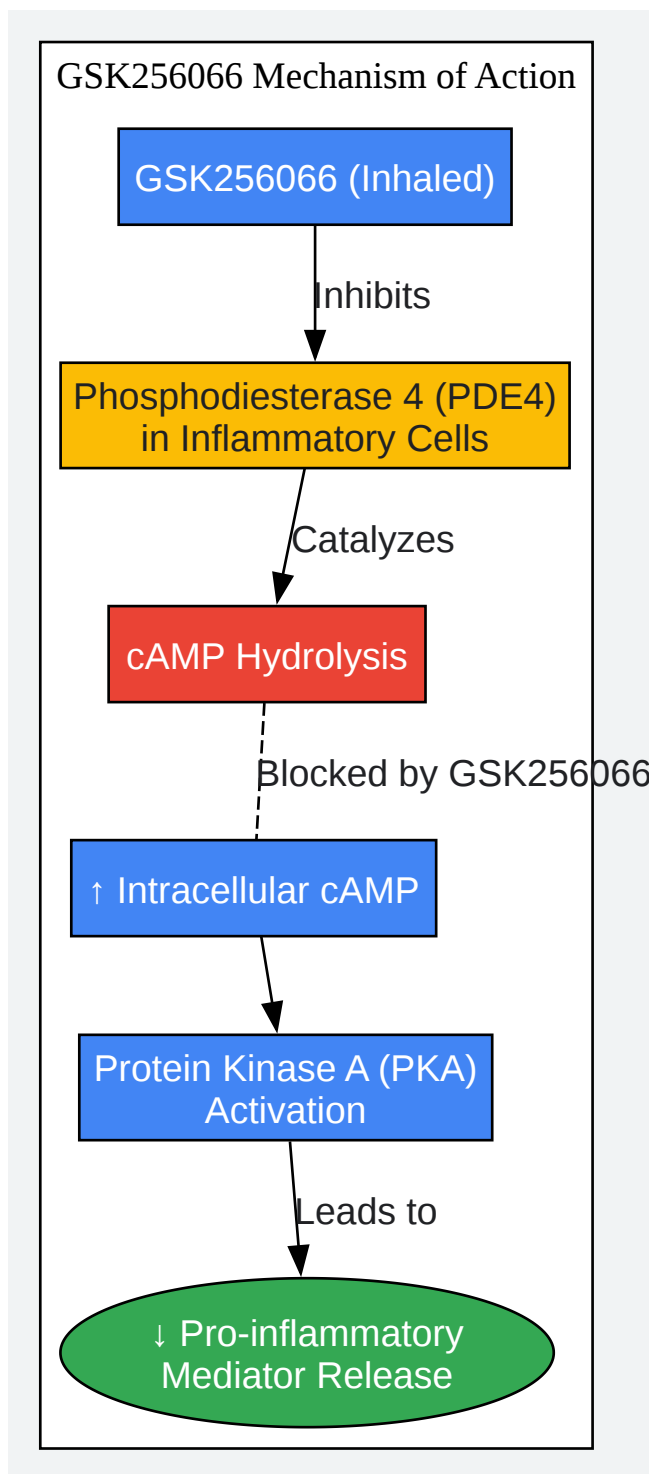 GSK256066 Mechanism of Action
GSK256066 (Inhaled)
Inhibits
Phosphodiesterase 4 (PDE4)
in Inflammatory Cells
Catalyzes
cAMP Hydrolysis
Blocked by GSK256066
↑ Intracellular cAMP
Protein Kinase A (PKA)
Activation
Leads to
↓ Pro-inflammatory
Mediator Release